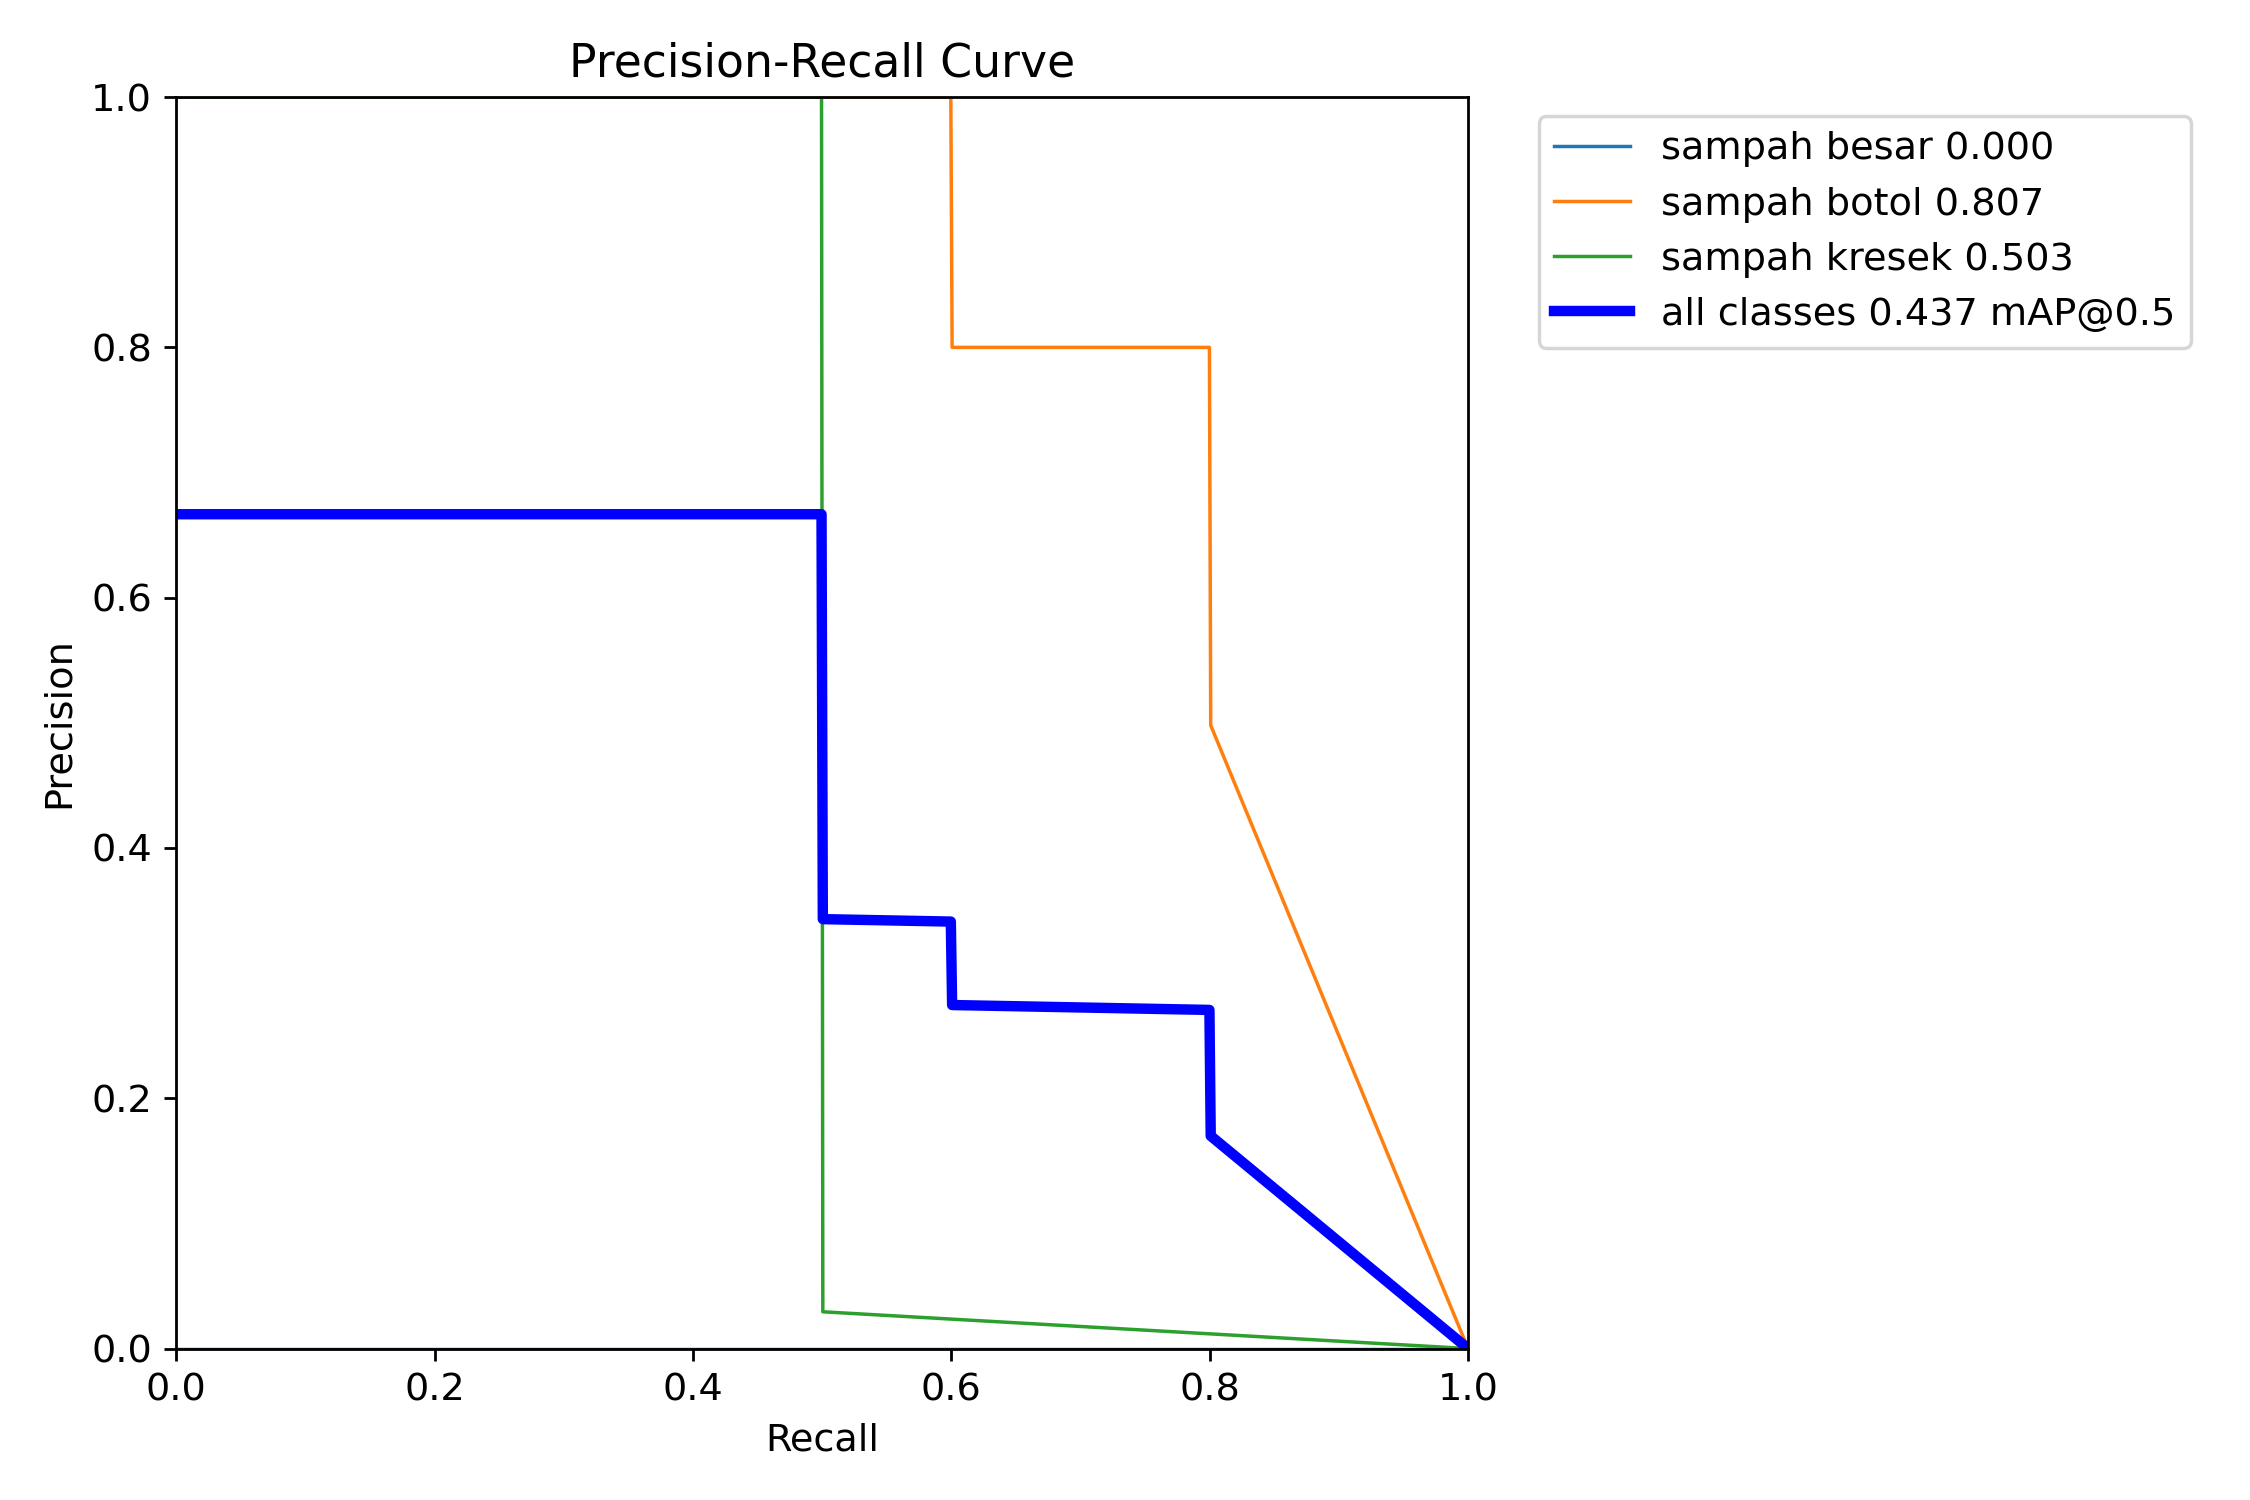 Precision-Recall Curve
1.0
0.8
0.6
0.4
0.2
0.0
Precision
0.0 0.2 0.4 0.6 0.8 1.0
Recall
sampah besar 0.000
sampah botol 0.807
sampah kresek 0.503
all classes 0.437 mAP@0.5